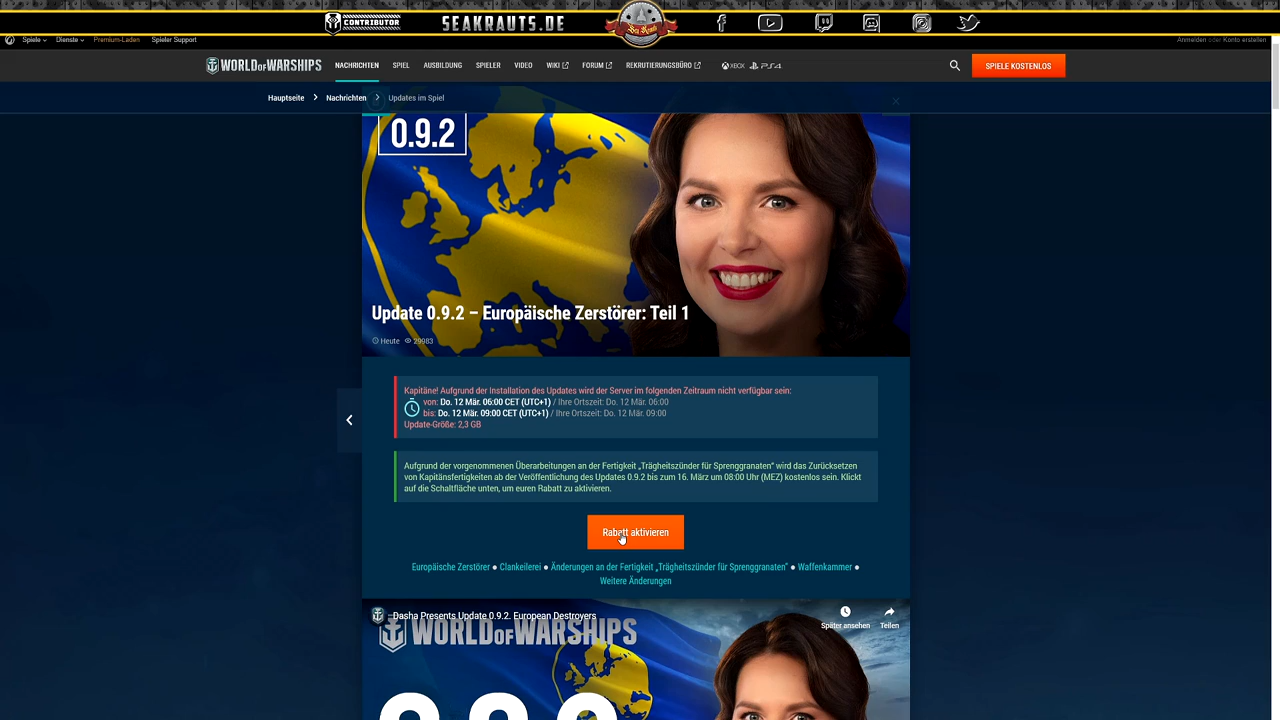 CONTRIBUTOR
SEAKRAUTS.DE
Sea Krauts
Spiele Dienste Premium-Laden Spieler Support
Anmelden oder Konto erstellen
WORLD OF WARSHIPS NACHRICHTEN SPIEL AUSBILDUNG SPIELER VIDEO WIKI FORUM REKRUTIERUNGSBÜRO XBOX PS4 SPIELE KOSTENLOS
Hauptseite > Nachrichten > Updates im Spiel
0.9.2
Update 0.9.2 – Europäische Zerstörer: Teil 1
Heute 29983
Kapitäne! Aufgrund der Installation des Updates wird der Server im folgenden Zeitraum nicht verfügbar sein:
von: Do. 12 Mär. 06:00 CET (UTC+1) / Ihre Ortszeit: Do. 12 Mär. 06:00
bis: Do. 12 Mär. 09:00 CET (UTC+1) / Ihre Ortszeit: Do. 12 Mär. 09:00
Update-Größe: 2,3 GB
Aufgrund der vorgenommenen Überarbeitungen an der Fertigkeit „Trägheitszünder für Sprenggranaten“ wird das Zurücksetzen
von Kapitänsfertigkeiten ab der Veröffentlichung des Updates 0.9.2 bis zum 16. März um 08:00 Uhr (MEZ) kostenlos sein. Klickt
auf die Schaltfläche unten, um euren Rabatt zu aktivieren.
Rabatt aktivieren
Europäische Zerstörer ● Clankeilerei ● Änderungen an der Fertigkeit „Trägheitszünder für Sprenggranaten“ ● Waffenkammer ●
Weitere Änderungen
Dasha Presents Update 0.9.2. European Destroyers
Später ansehen Teilen
WORLD OF WARSHIPS